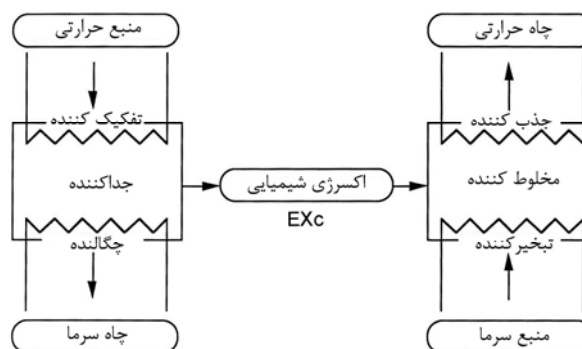 منبع حرارتی
چاه حرارتی
تفکیک کننده
جذب کننده
جداکننده
اکسرژی شیمیایی
مخلوط کننده
EXc
چگالنده
تبخیرکننده
چاه سرما
منبع سرما